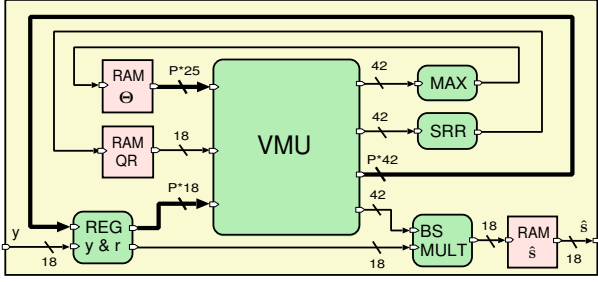 RAM
Θ
P*25
VMU
42
MAX
RAM
QR
18
42
SRR
P*42
P*18
42
y
18
REG
y & r
18
BS
MULT
18
RAM
ŝ
ŝ
18